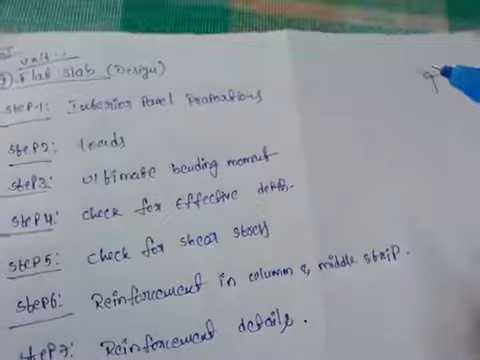 Unit:-
Flat Slab (Design)
Step-1: Interior Panel Proportions
Step2: loads
Step3: ultimate bending moment
Step4: check for Effective depth.
Step5: check for shear stress
Step6: Reinforcement in column & middle strip.
Step7: Reinforcement details.